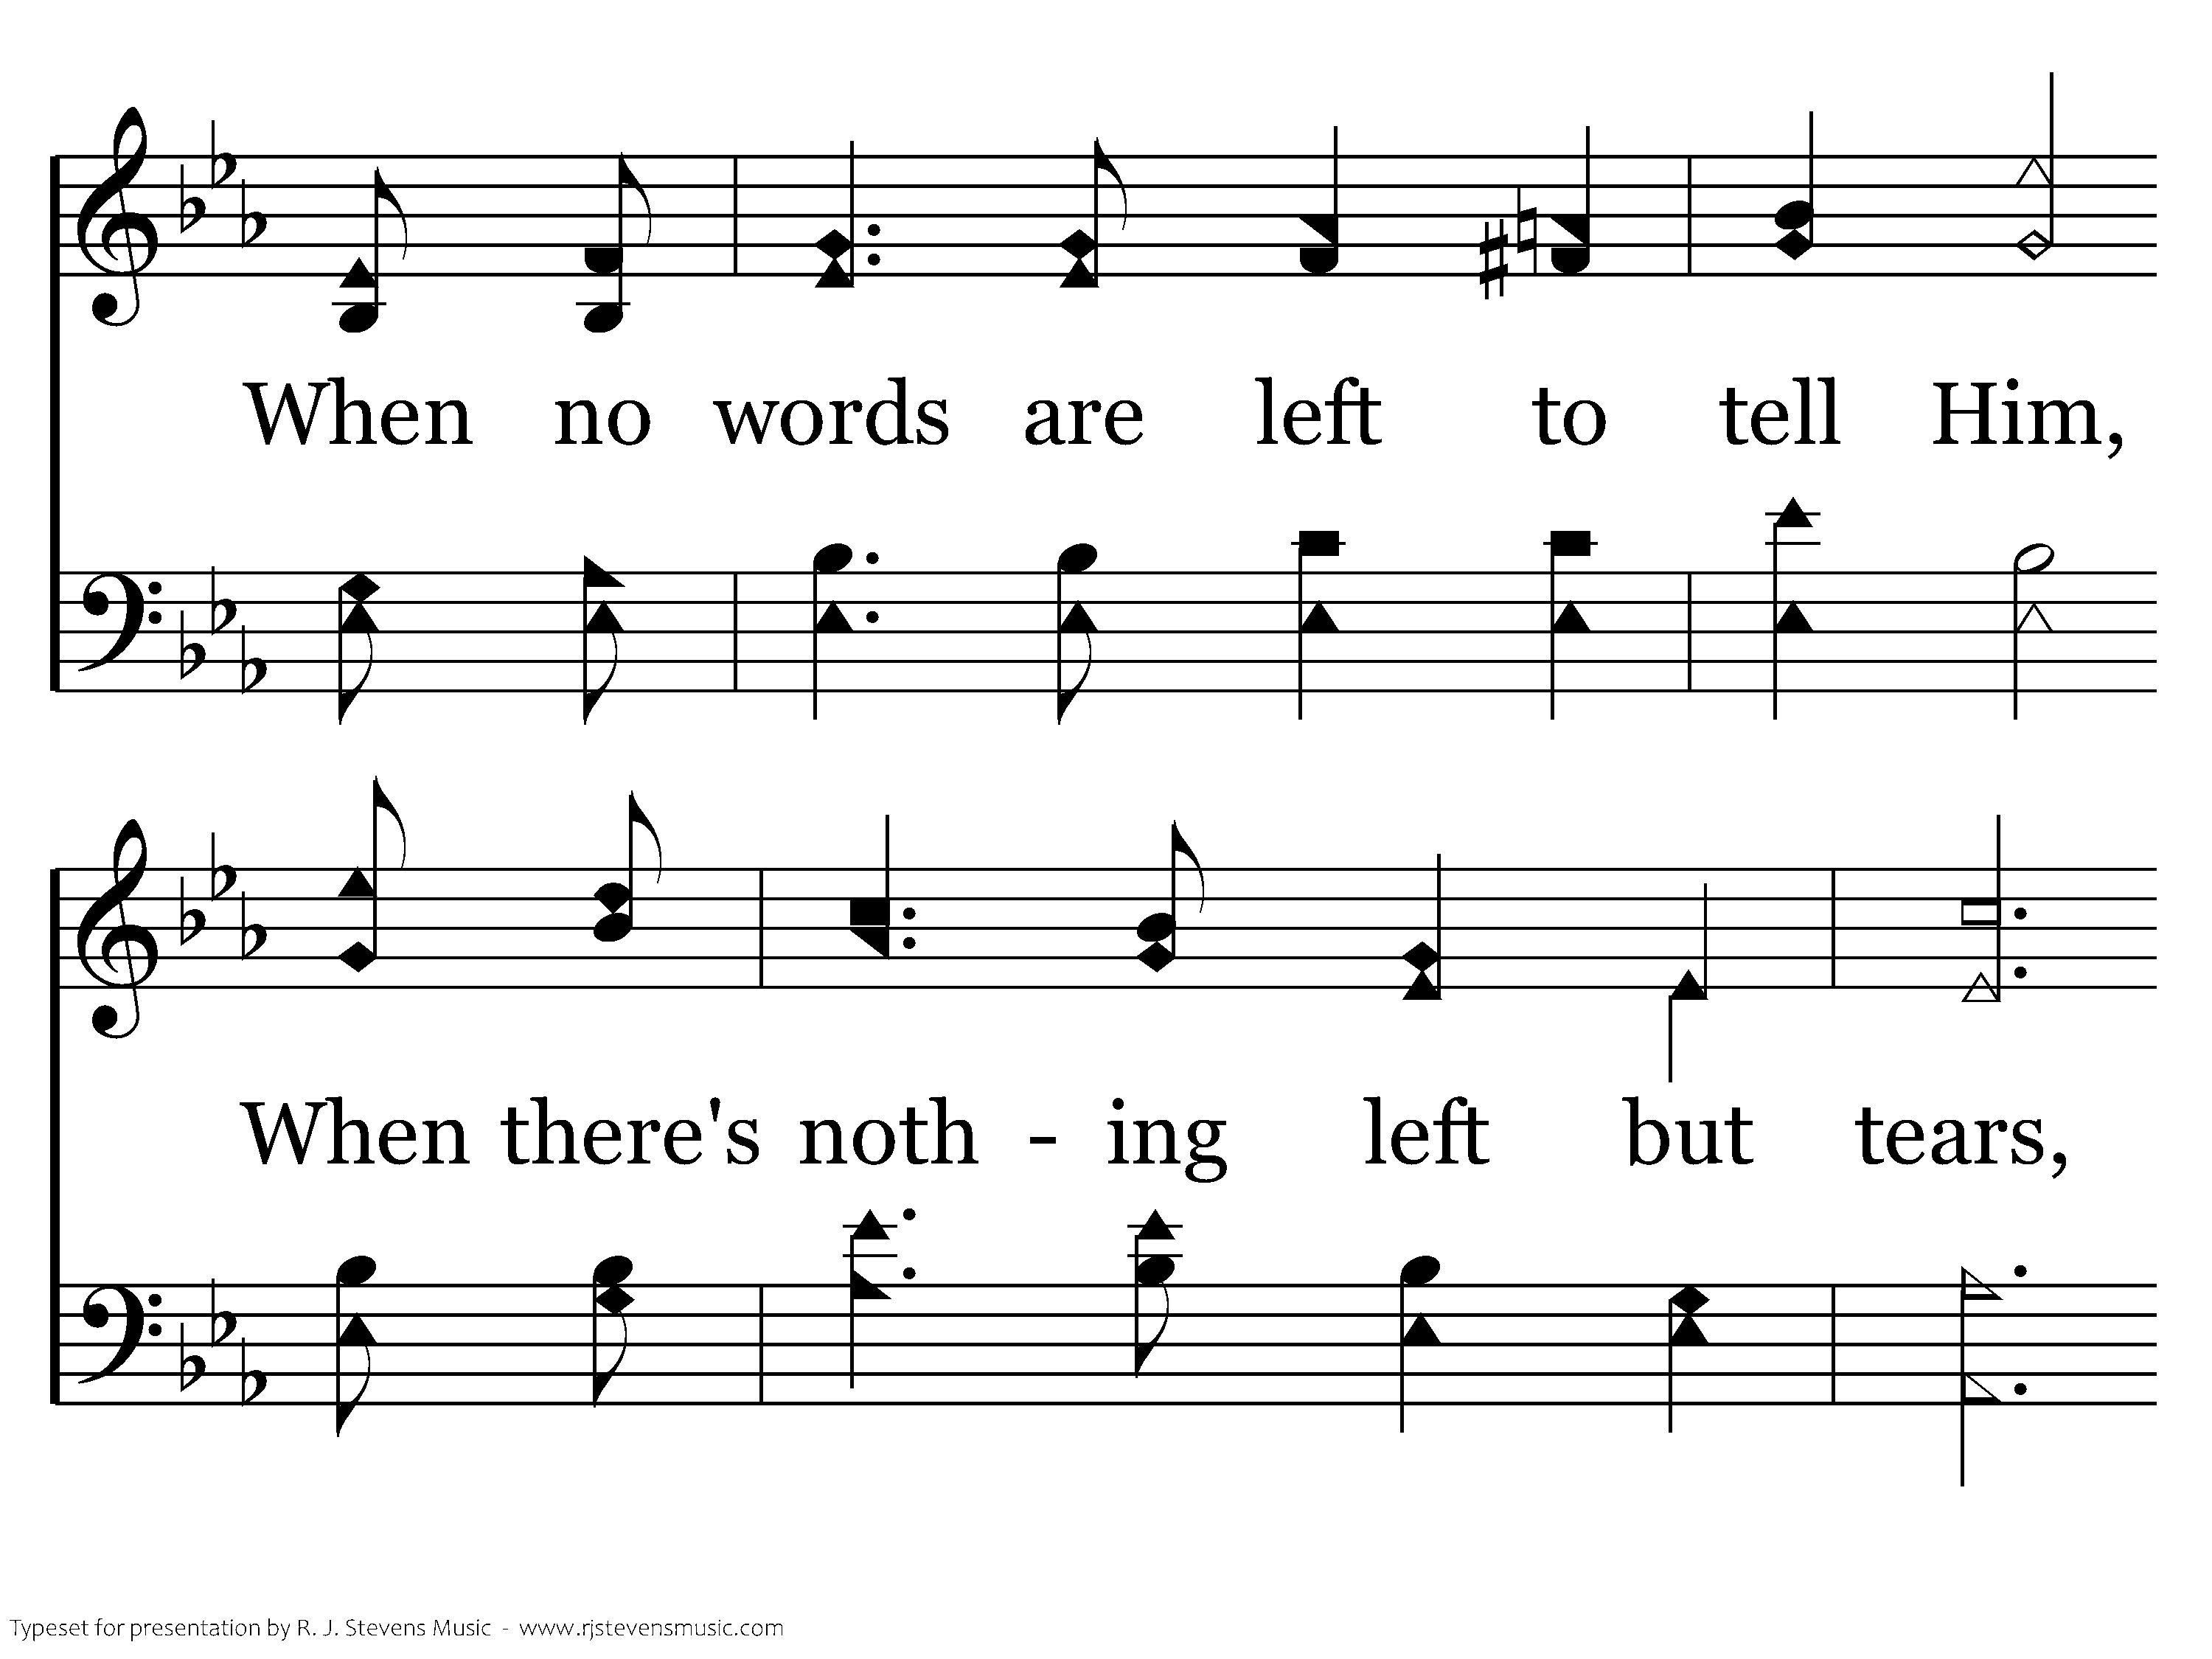 When no words are left to tell Him,
When there's noth - ing left but tears,
Typeset for presentation by R. J. Stevens Music - www.rjstevensmusic.com